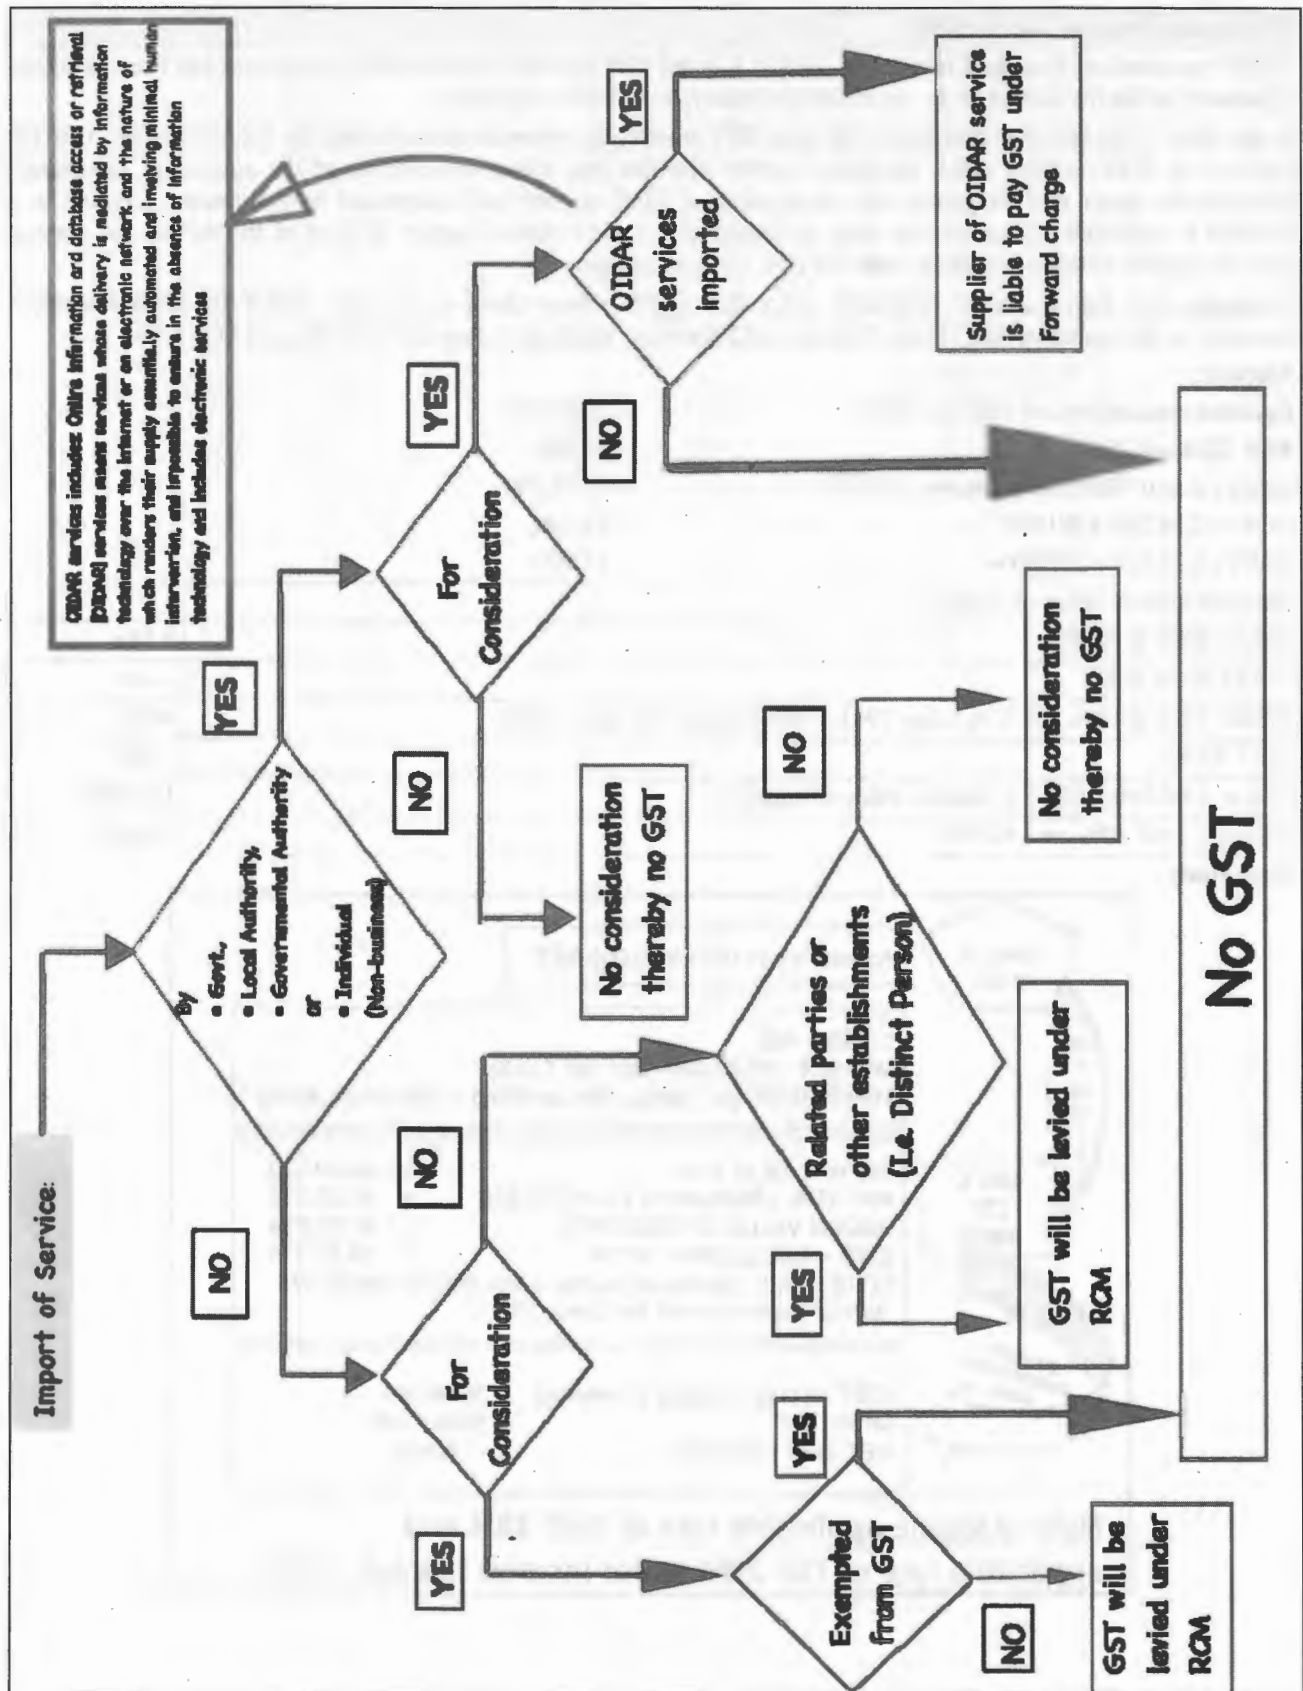 Import of Service:
By
• Govt.,
• Local Authority,
• Governmental Authority
or
• Individual
(Non-business)
YES
NO
OIDAR services includes Online information and database access or retrieval
[OIDAR] services means services whose delivery is mediated by information
technology over the internet or an electronic network and the nature of
which renders their supply essentially automated and involving minimal human
intervention, and impossible to ensure in the absence of information
technology and includes electronic services
For
Consideration
YES
NO
OIDAR
services
imported
YES
NO
Supplier of OIDAR service
is liable to pay GST under
Forward charge
No consideration
thereby no GST
For
Consideration
YES
NO
Related parties or
other establishments
(I.e. Distinct Person)
YES
NO
No consideration
thereby no GST
GST will be levied under
RCM
Exempted
from GST
YES
NO
GST will be
levied under
RCM
No GST